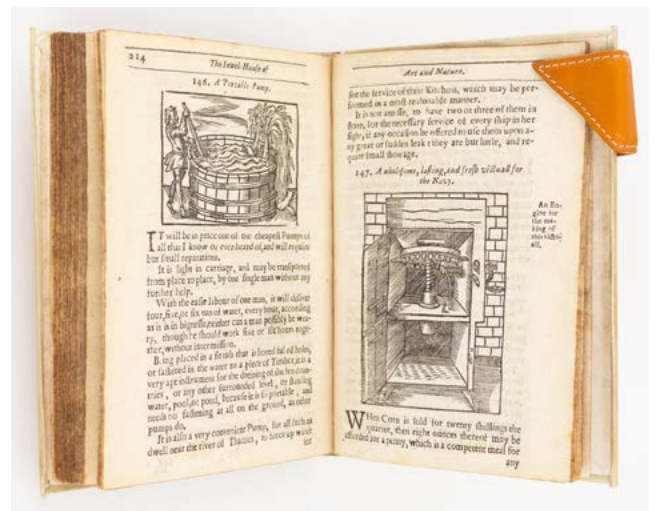 214
The Jewel-House of
146. A Portable Pump.
IT will be in price one of the cheapest Pumps of
all that I know or ever heard of, and will require
but small reparations.
It is light in carriage, and may be transported
from place to place, by one single man without any
further help.
With the easie labour of one man, it will deliver
four, five, or six tun of water, every hour, according
as it is in bignesse, neither can a man possibly be wea-
ry, though he should work five or six hours toge-
ther, without intermission.
Being placed in a that is bored full of holes,
or fastened in the water to a piece of Timber, it is a
very apt instrument for the dreining of the fen coun-
tries, or any other surrounded level, or standing
water, pool, or pond, because it is so portable, and
needs no fastening at all on the ground, as other
pumps do.
It is also a very convenient Pump, for all such as
dwell near the river of Thames, to force up water
for
Art and Nature.
for the service of their Kitchins, which may be per-
formed in a most reasonable manner.
It is not amisse, to have two or three of them in
store, for the necessary service of every ship in her
fight, if any occasion be offered to use them upon a-
ny great or sudden leak: they are but little, and re-
quire small stowage.
147. A wholsome, lasting, and fresh victuall for
the Navy.
An En-
gine for
the ma-
king of
this victu-
all.
WHen Corn is sold for twenty shillings the
quarter, then eight ounces thereof may be
afforded for a penny, which is a competent meal for
any